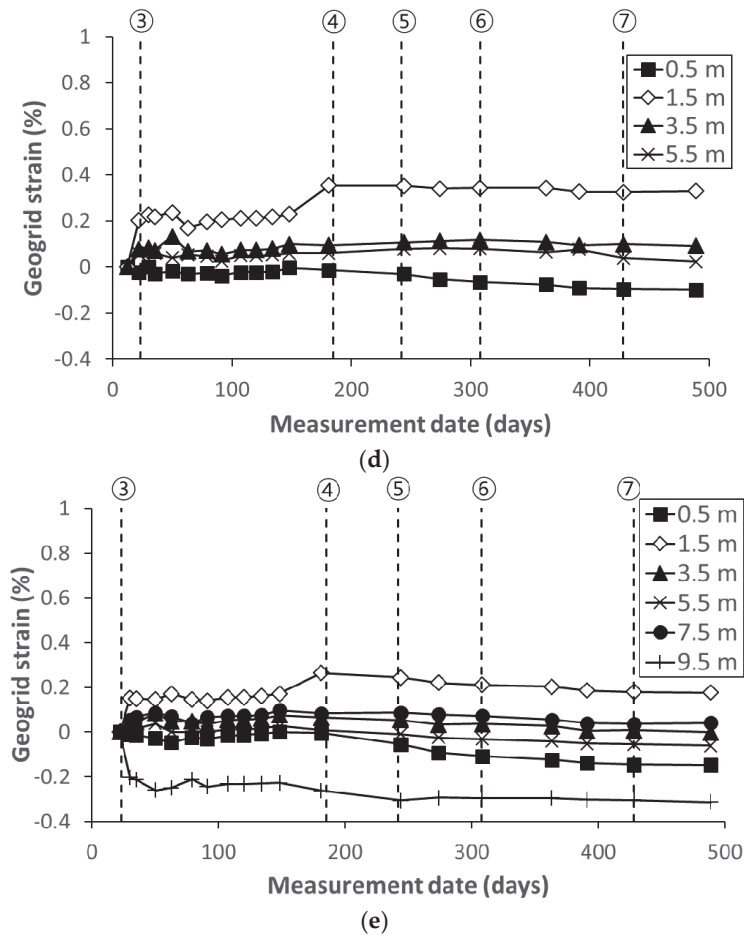 ③ ④ ⑤ ⑥ ⑦
1
0.8
0.6
0.4
0.2
0
-0.2
-0.4
Geogrid strain (%)
0.5 m
1.5 m
3.5 m
5.5 m
0 100 200 300 400 500
Measurement date (days)
(d)
③ ④ ⑤ ⑥ ⑦
1
0.8
0.6
0.4
0.2
0
-0.2
-0.4
Geogrid strain (%)
0.5 m
1.5 m
3.5 m
5.5 m
7.5 m
9.5 m
0 100 200 300 400 500
Measurement date (days)
(e)